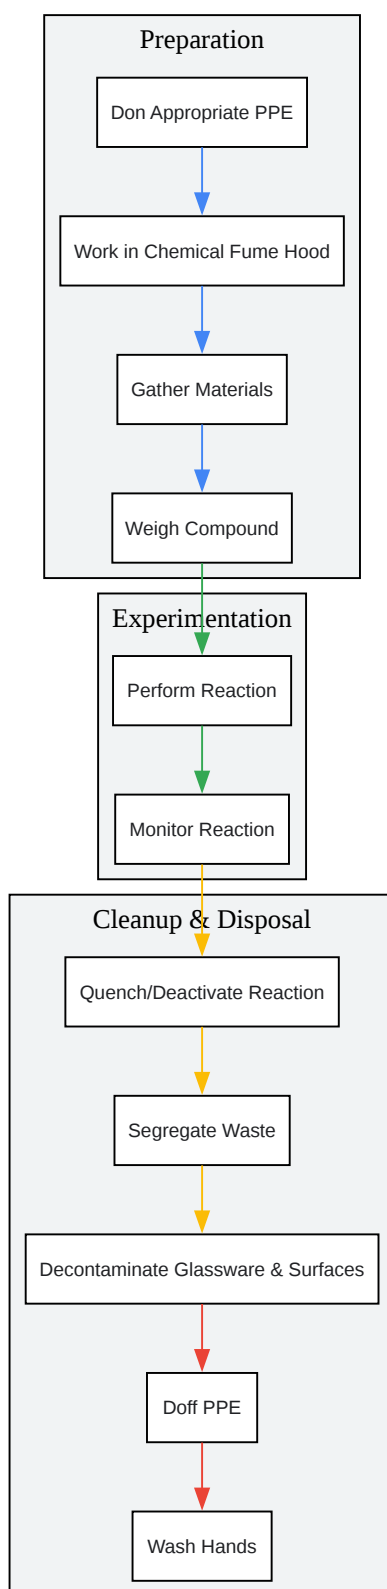 Preparation
Don Appropriate PPE
Work in Chemical Fume Hood
Gather Materials
Weigh Compound
Experimentation
Perform Reaction
Monitor Reaction
Cleanup & Disposal
Quench/Deactivate Reaction
Segregate Waste
Decontaminate Glassware & Surfaces
Doff PPE
Wash Hands